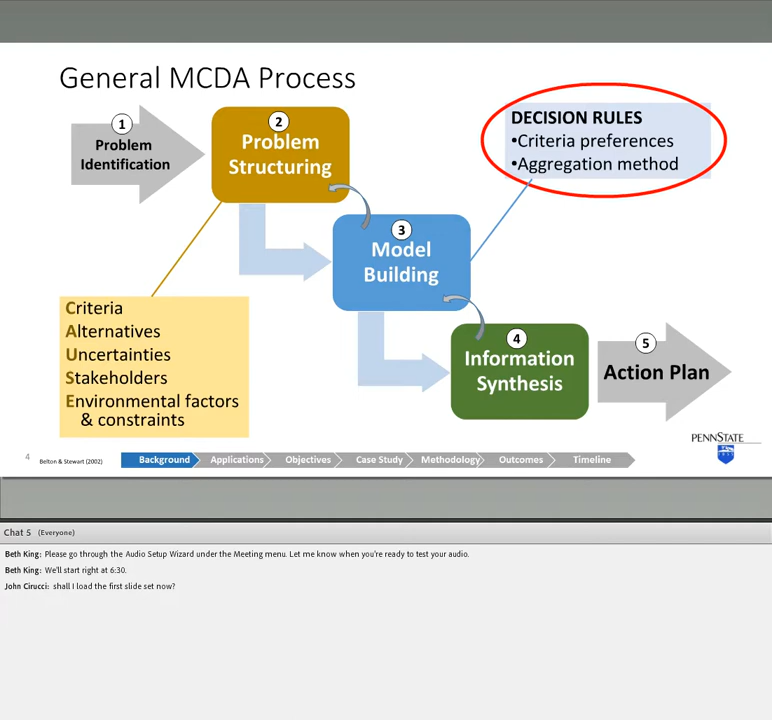 General MCDA Process
1
Problem
Identification
2
Problem
Structuring
DECISION RULES
•Criteria preferences
•Aggregation method
3
Model
Building
Criteria
Alternatives
Uncertainties
Stakeholders
Environmental factors
& constraints
4
Information
Synthesis
5
Action Plan
PENNSTATE
1855
4
Belton & Stewart (2002)
Background
Applications
Objectives
Case Study
Methodology
Outcomes
Timeline
Chat 5 (Everyone)
Beth King: Please go through the Audio Setup Wizard under the Meeting menu. Let me know when you're ready to test your audio.
Beth King: We'll start right at 6:30.
John Cirucci: shall I load the first slide set now?